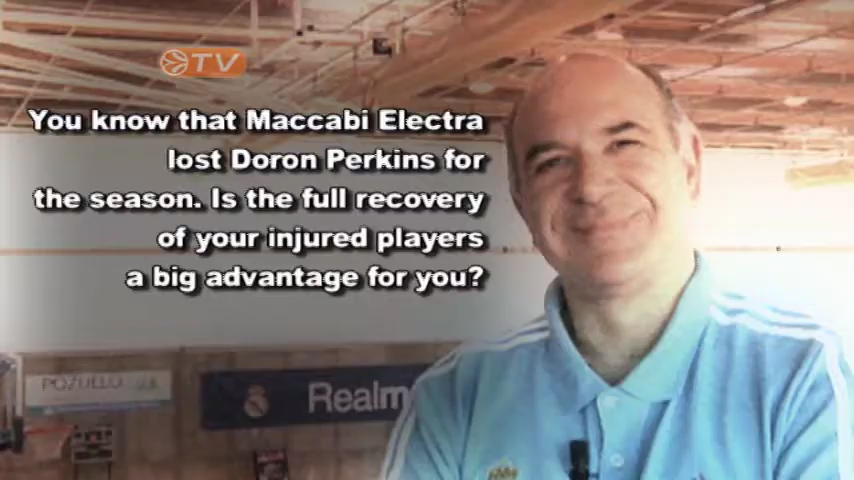 TV
You know that Maccabi Electra
lost Doron Perkins for
the season. Is the full recovery
of your injured players
a big advantage for you?
POZUELO
Realm